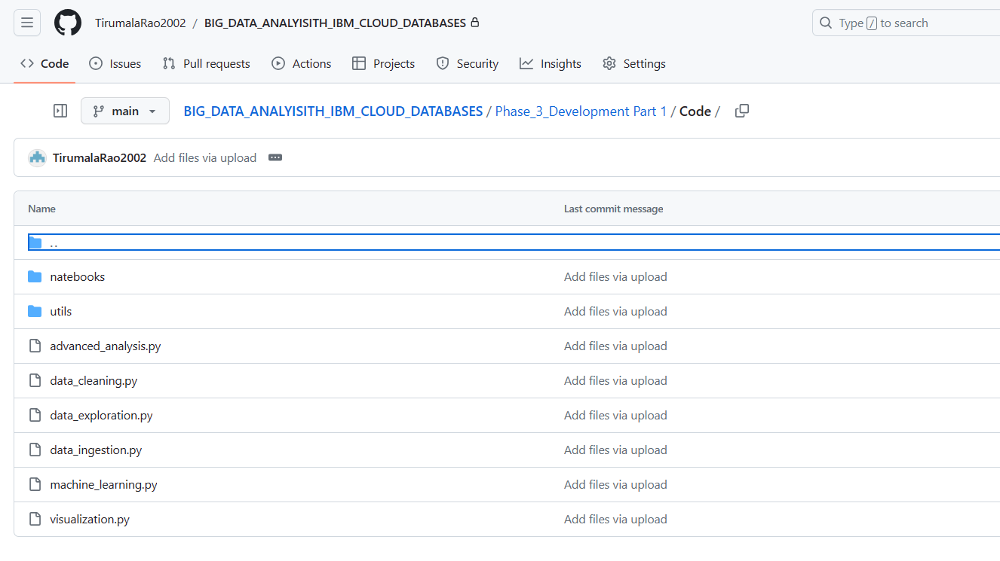 TirumalaRao2002 / BIG_DATA_ANALYISITH_IBM_CLOUD_DATABASES Type / to search
Code Issues Pull requests Actions Projects Security Insights Settings
main BIG_DATA_ANALYISITH_IBM_CLOUD_DATABASES / Phase_3_Development Part 1 / Code /
TirumalaRao2002 Add files via upload
Name Last commit message
..
natebooks Add files via upload
utils Add files via upload
advanced_analysis.py Add files via upload
data_cleaning.py Add files via upload
data_exploration.py Add files via upload
data_ingestion.py Add files via upload
machine_learning.py Add files via upload
visualization.py Add files via upload